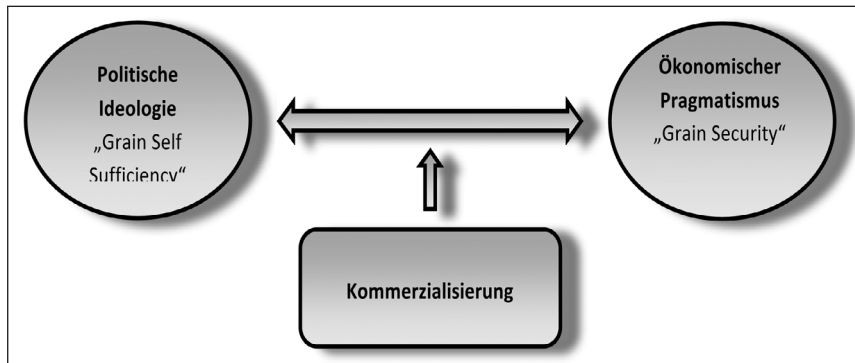 Politische
Ideologie
„Grain Self
Sufficiency“
Ökonomischer
Pragmatismus
„Grain Security“
Kommerzialisierung